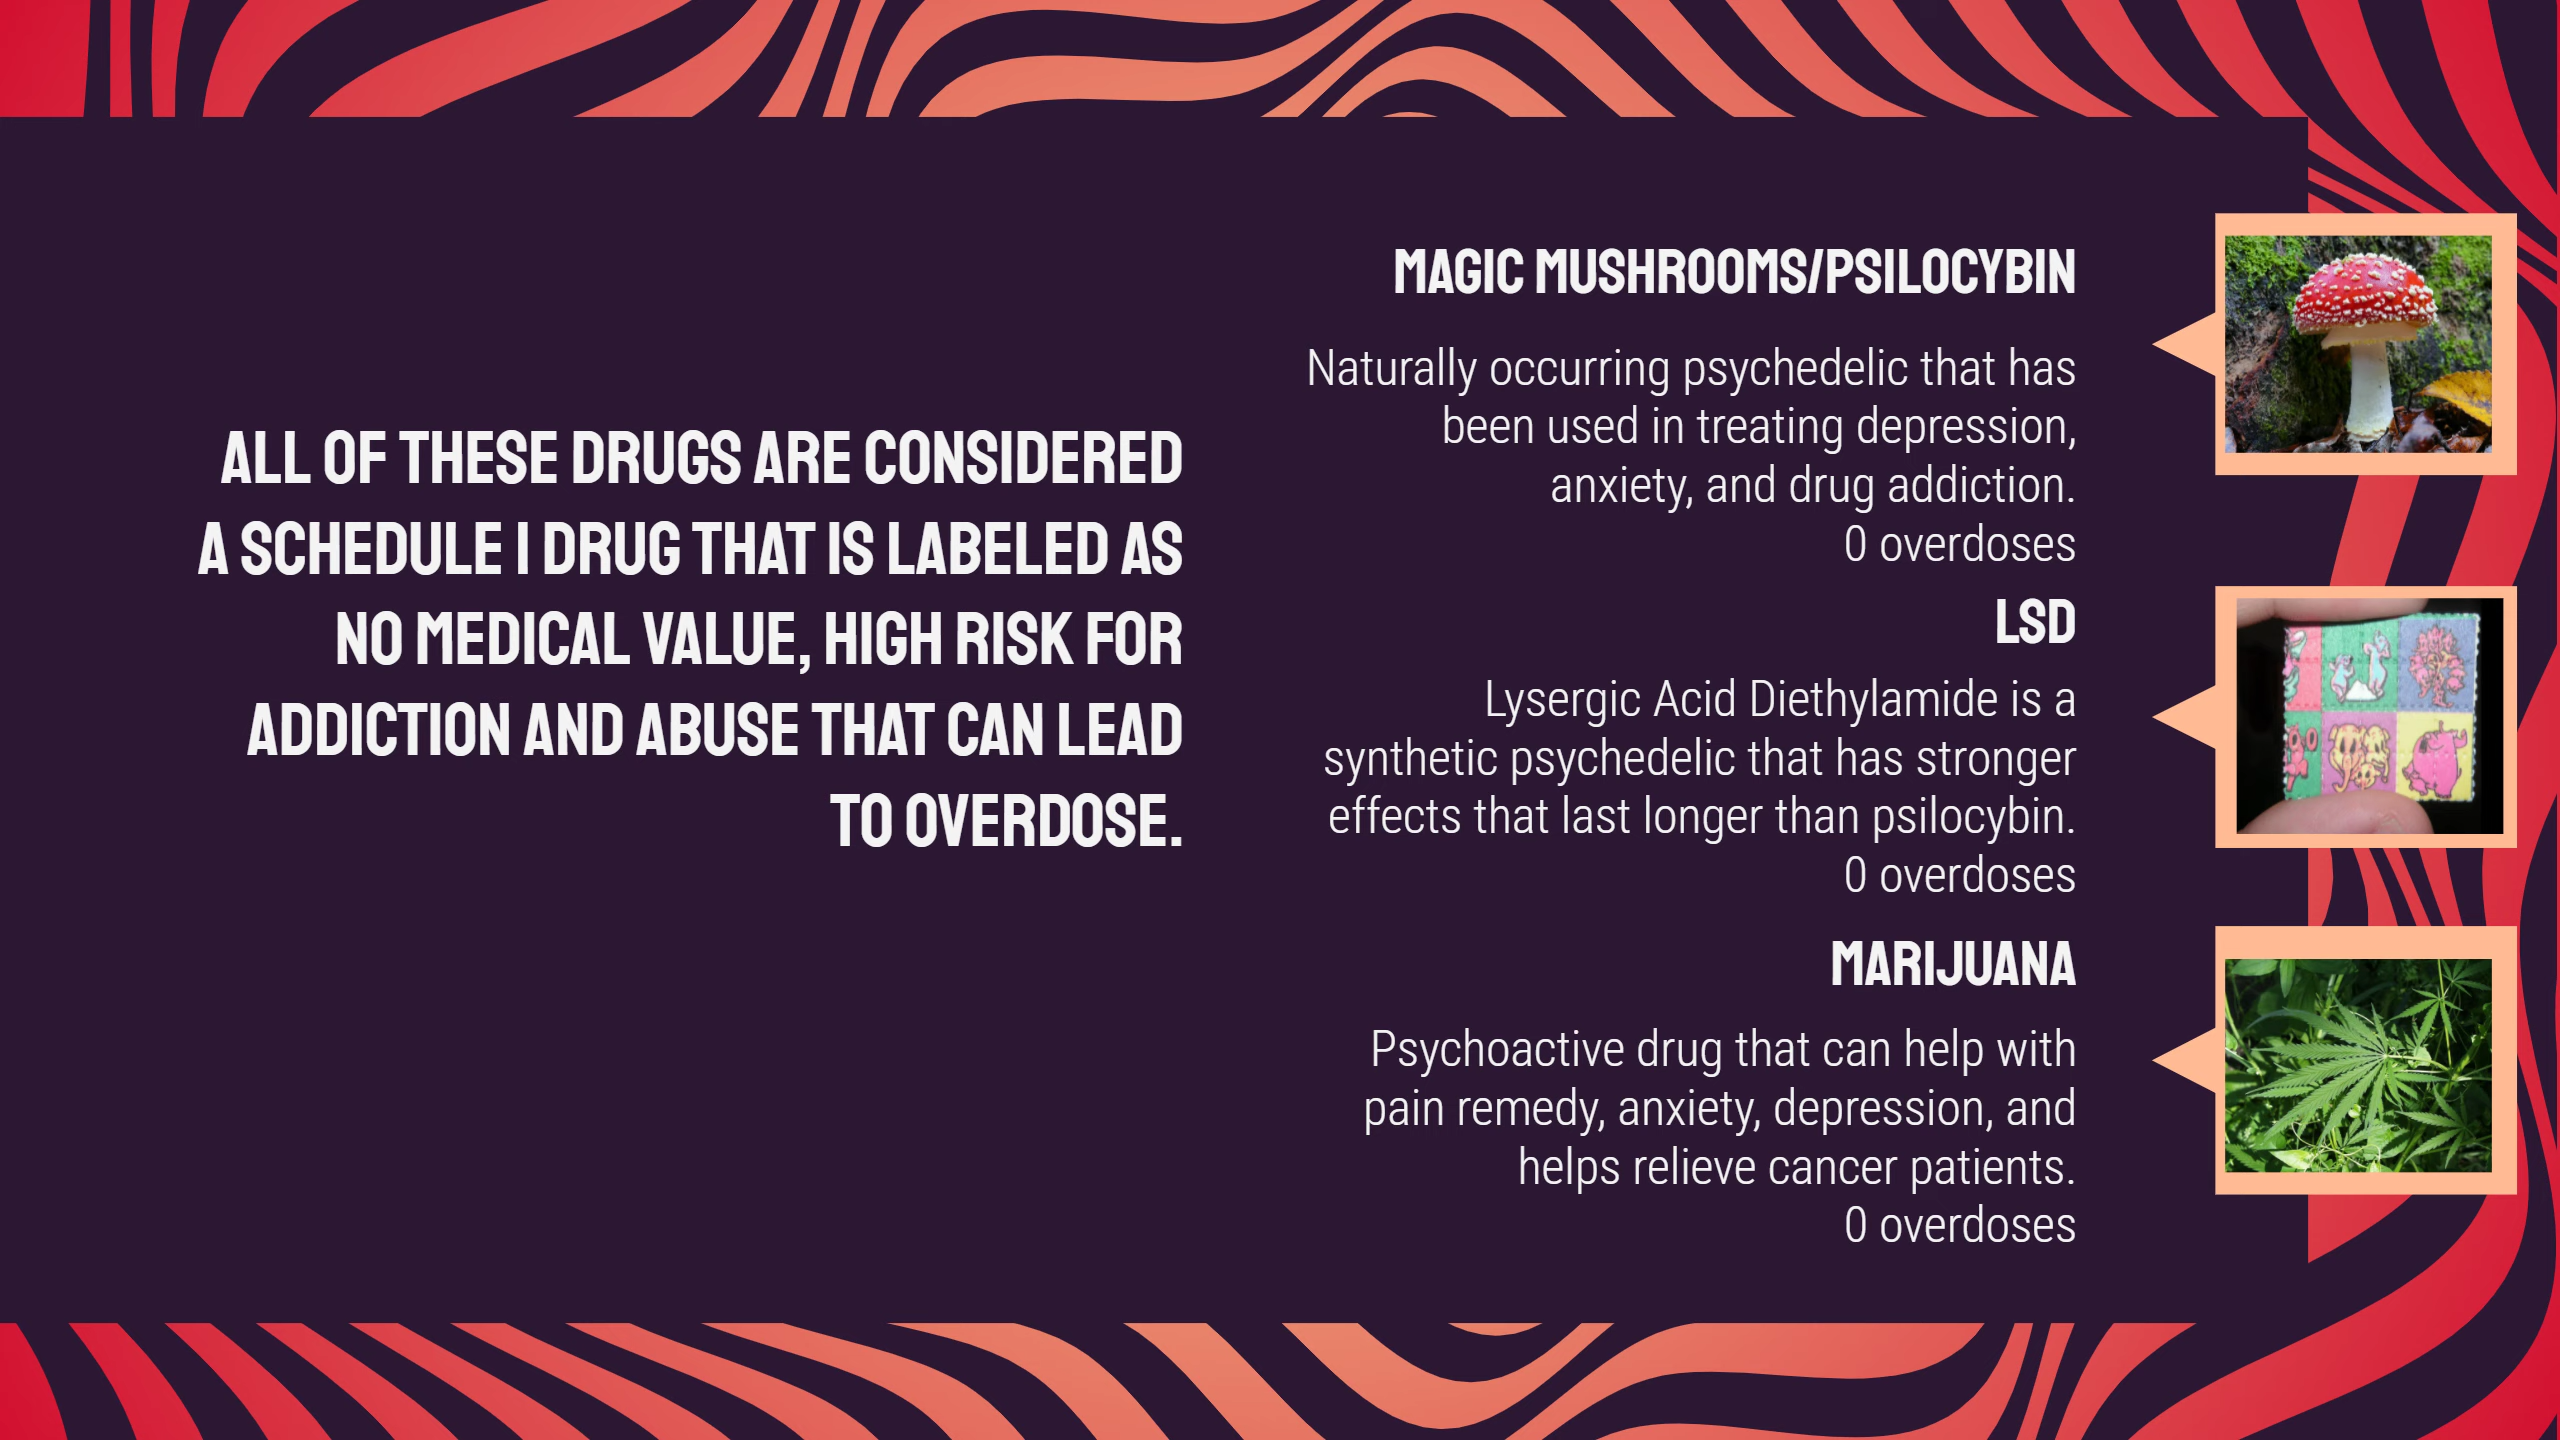 ALL OF THESE DRUGS ARE CONSIDERED
A SCHEDULE I DRUG THAT IS LABELED AS
NO MEDICAL VALUE, HIGH RISK FOR
ADDICTION AND ABUSE THAT CAN LEAD
TO OVERDOSE.
MAGIC MUSHROOMS/PSILOCYBIN
Naturally occurring psychedelic that has
been used in treating depression,
anxiety, and drug addiction.
0 overdoses
LSD
Lysergic Acid Diethylamide is a
synthetic psychedelic that has stronger
effects that last longer than psilocybin.
0 overdoses
MARIJUANA
Psychoactive drug that can help with
pain remedy, anxiety, depression, and
helps relieve cancer patients.
0 overdoses